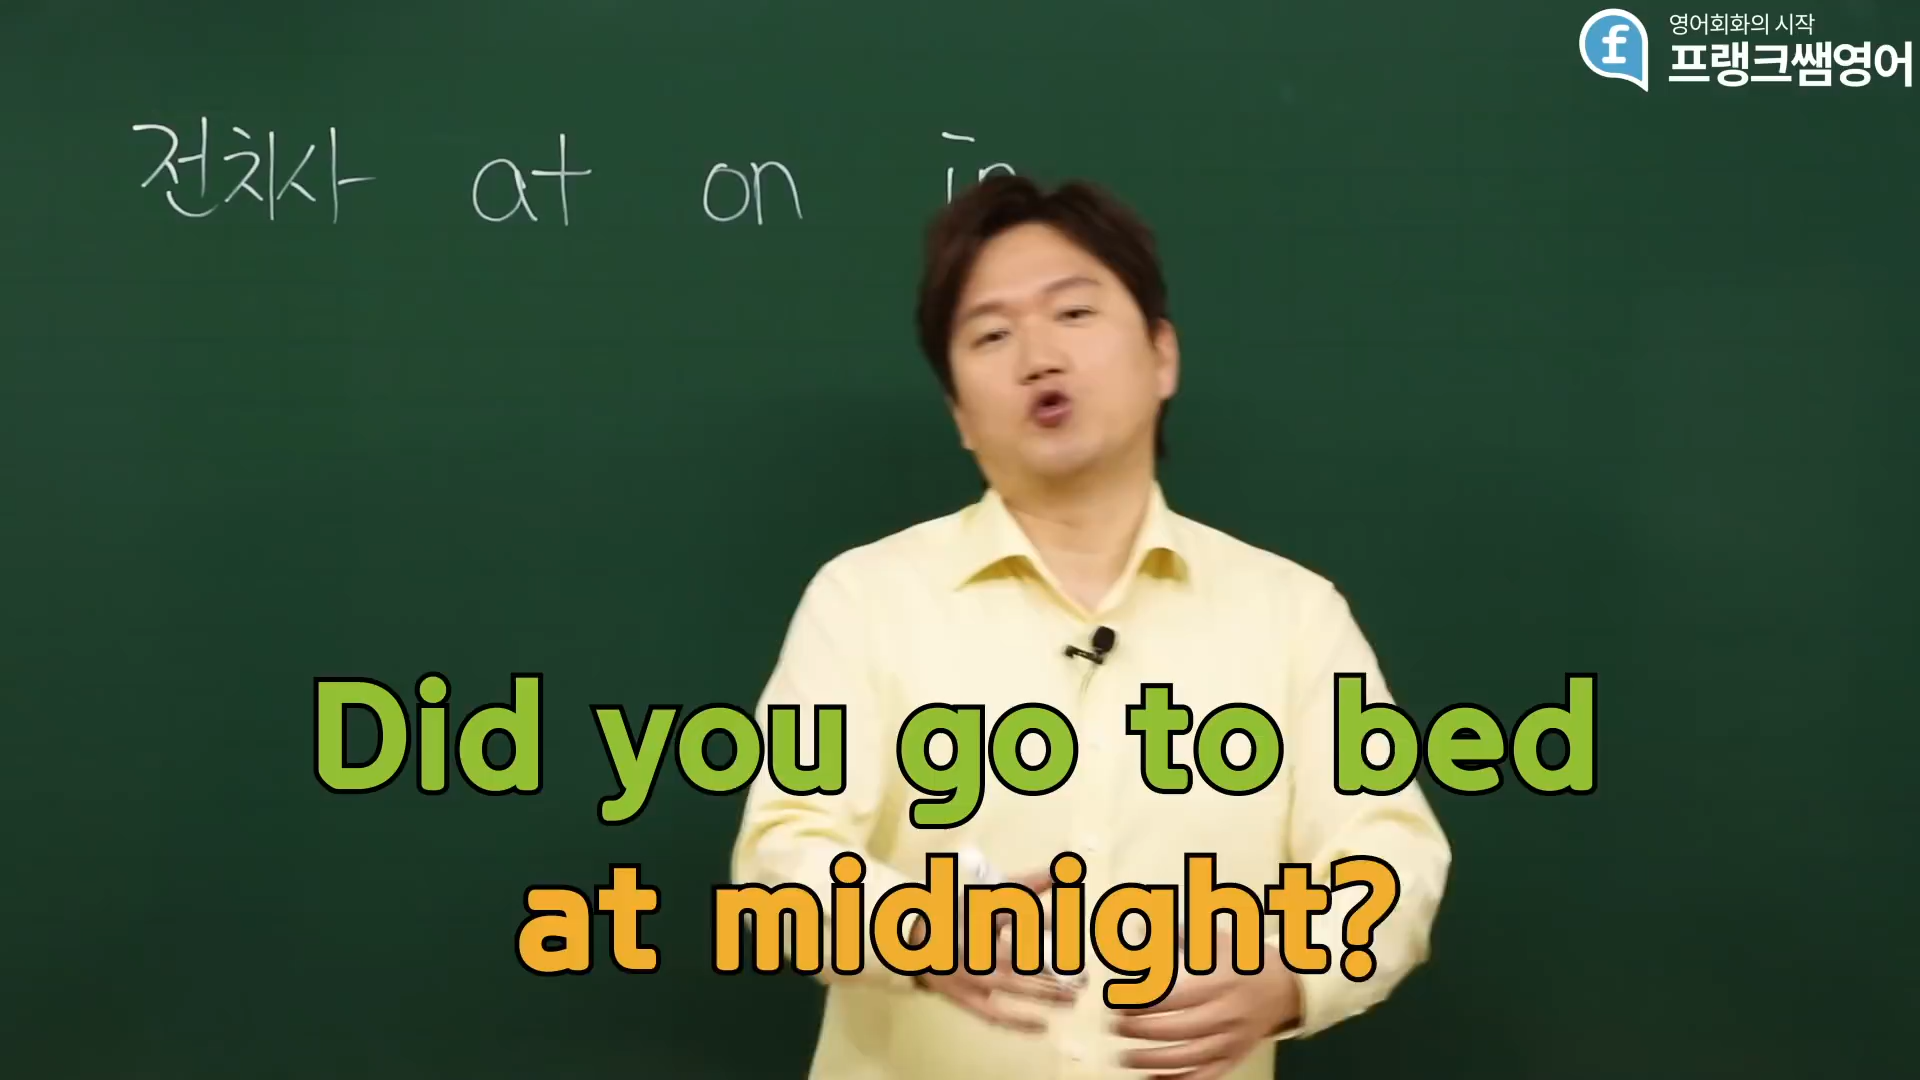 영어회화의 시작
프랭크쌤영어
전치사 at on in
Did you go to bed
at midnight?